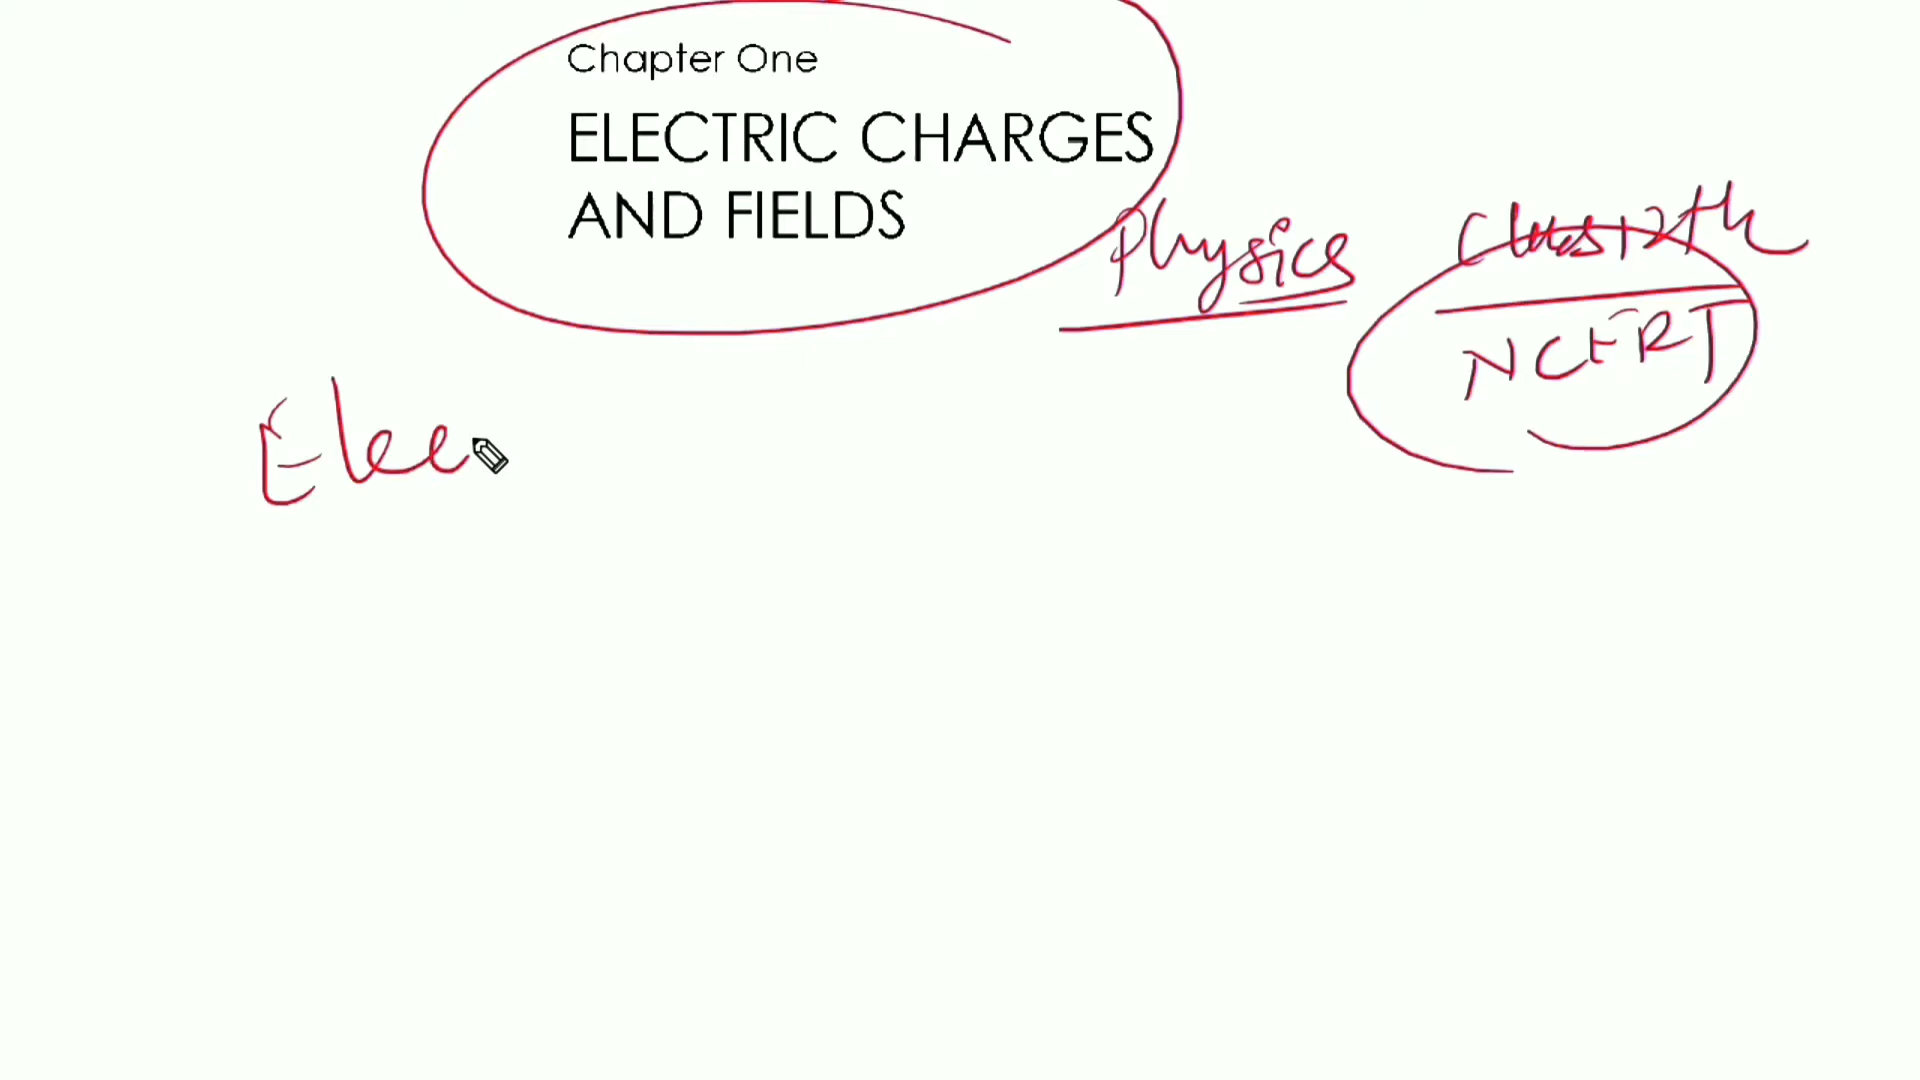 Chapter One
ELECTRIC CHARGES
AND FIELDS
Physics
Class 12th
NCERT
Elec